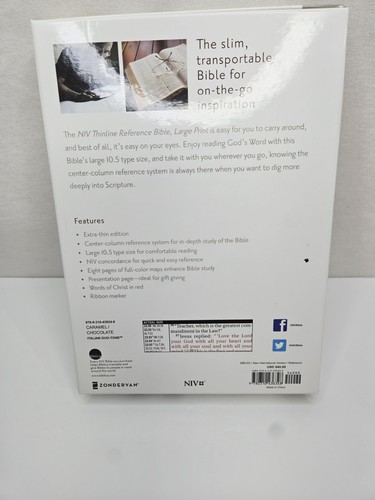 The slim,
transportable
Bible for
on-the-go
inspiration
The NIV Thinline Reference Bible, Large Print is easy for you to carry around,
and best of all, it's easy on your eyes. Enjoy reading God's Word with this
Bible's large 10.5 type size, and take it with you wherever you go, knowing the
center-column reference system is always there when you want to dig more
deeply into Scripture.
Features
• Extra-thin edition
• Center-column reference system for in-depth study of the Bible
• Large 10.5 type size for comfortable reading
• NIV concordance for quick and easy reference
• Eight pages of full-color maps enhance Bible study
• Presentation page—ideal for gift giving
• Words of Christ in red
• Ribbon marker
CARAMEL/
CHOCOLATE
ITALIAN DUO-TONE™
ACTUAL SIZE
"Teacher, which is the greatest com-
mandment in the Law?"
Jesus replied: "'Love the Lord
your God with all your heart and
with all your soul and with all your
ZONDERVAN
NIV